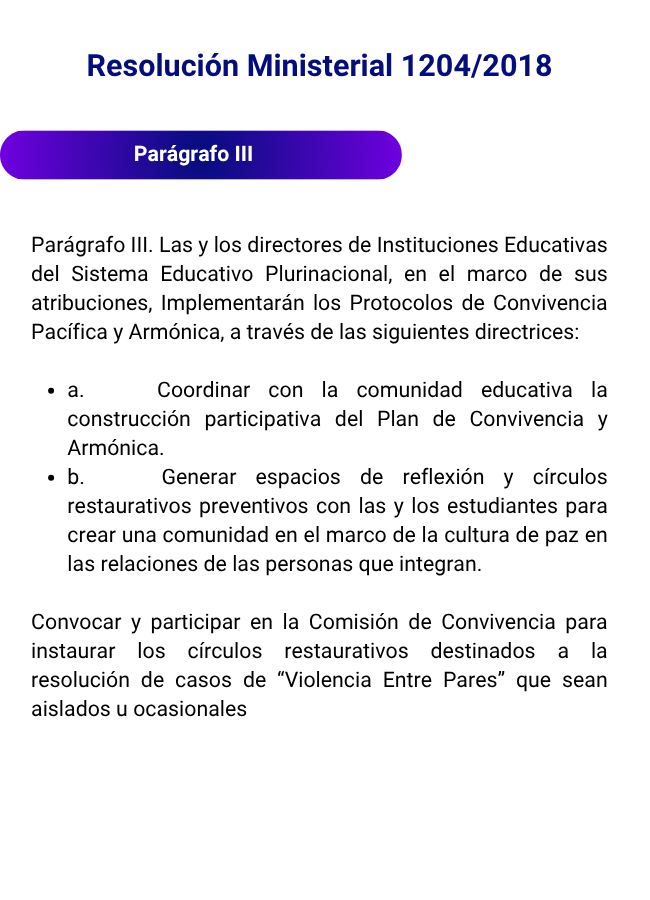 Resolución Ministerial 1204/2018
Parágrafo III
Parágrafo III. Las y los directores de Instituciones Educativas
del Sistema Educativo Plurinacional, en el marco de sus
atribuciones, Implementarán los Protocolos de Convivencia
Pacífica y Armónica, a través de las siguientes directrices:
• a. Coordinar con la comunidad educativa la
construcción participativa del Plan de Convivencia y
Armónica.
• b. Generar espacios de reflexión y círculos
restaurativos preventivos con las y los estudiantes para
crear una comunidad en el marco de la cultura de paz en
las relaciones de las personas que integran.
Convocar y participar en la Comisión de Convivencia para
instaurar los círculos restaurativos destinados a la
resolución de casos de “Violencia Entre Pares” que sean
aislados u ocasionales